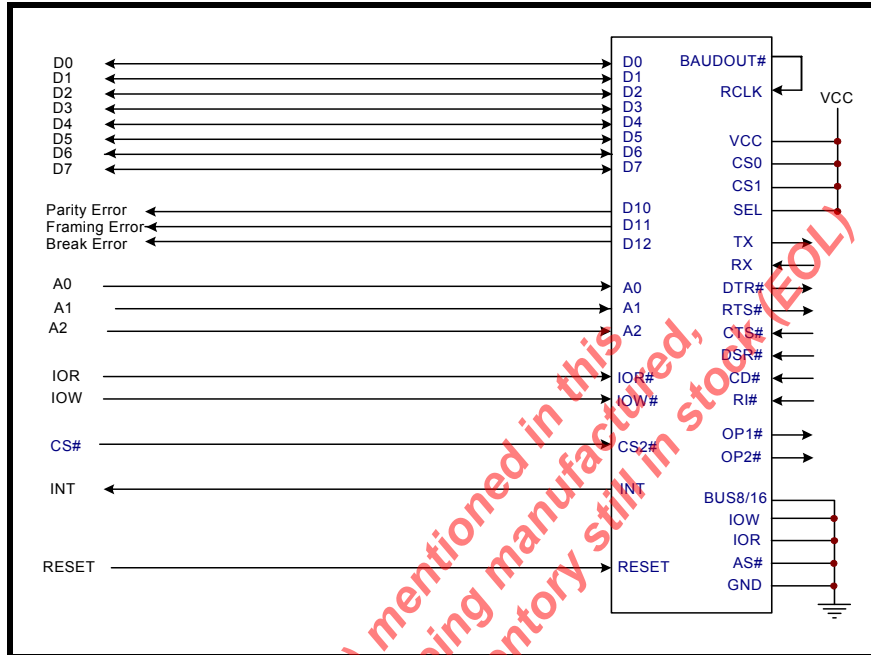 D0 D0 BAUDOUT#
D1 D1
D2 D2 RCLK
D3 D3 VCC
D4 D4
D5 D5 VCC
D6 D6 CS0
D7 D7
CS1
Parity Error D10 SEL
Framing Error D11
Break Error D12 TX
RX
A0 A0 DTR#
A1 A1 RTS#
A2 A2 CTS#
DSR#
IOR IOR# CD#
IOW IOW# RI#
OP1#
CS# CS2# OP2#
INT INT BUS8/16
IOW
IOR
RESET RESET AS#
GND
) mentioned in this
ing manufactured,
entory still in stock (EOL)